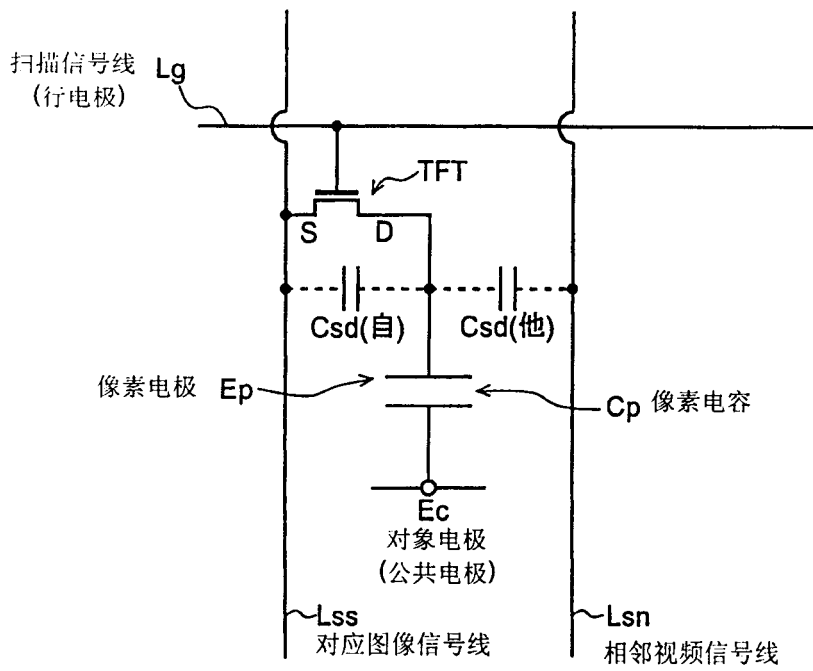 扫描信号线 Lg
(行电极)
TFT
S D
Csd(自) Csd(他)
像素电极 Ep
Cp 像素电容
Ec
对象电极
(公共电极)
Lss
对应图像信号线
Lsn
相邻视频信号线